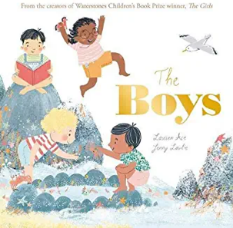 From the creators of Waterstones Children's Book Prize winner, The Girls
The
Boys
Lauren Ace
Jenny Løvlie